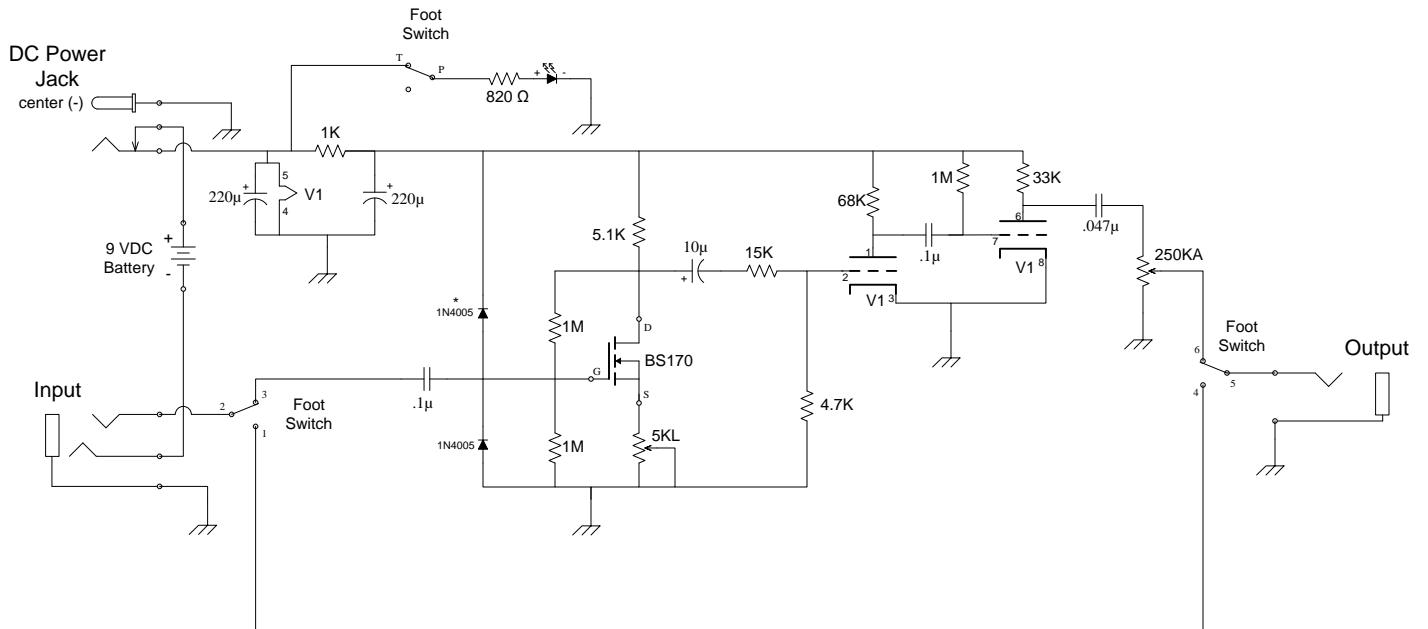 Foot
Switch
DC Power
Jack
center (-)
T
P
+
-
820 Ω
1K
5
V1
4
+
220µ
+
220µ
1M
33K
68K
6
.047µ
7
V1
8
5.1K
10µ
+
15K
1
.1µ
2
V1
3
250KA
+
9 VDC
Battery
-
*
1N4005
1M
D
BS170
G
S
Foot
Switch
6
5
4
Output
Input
3
2
1
Foot
Switch
.1µ
1N4005
1M
5KL
4.7K